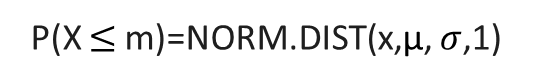 P(X ≤ m)=NORM.DIST(x,μ, σ,1)